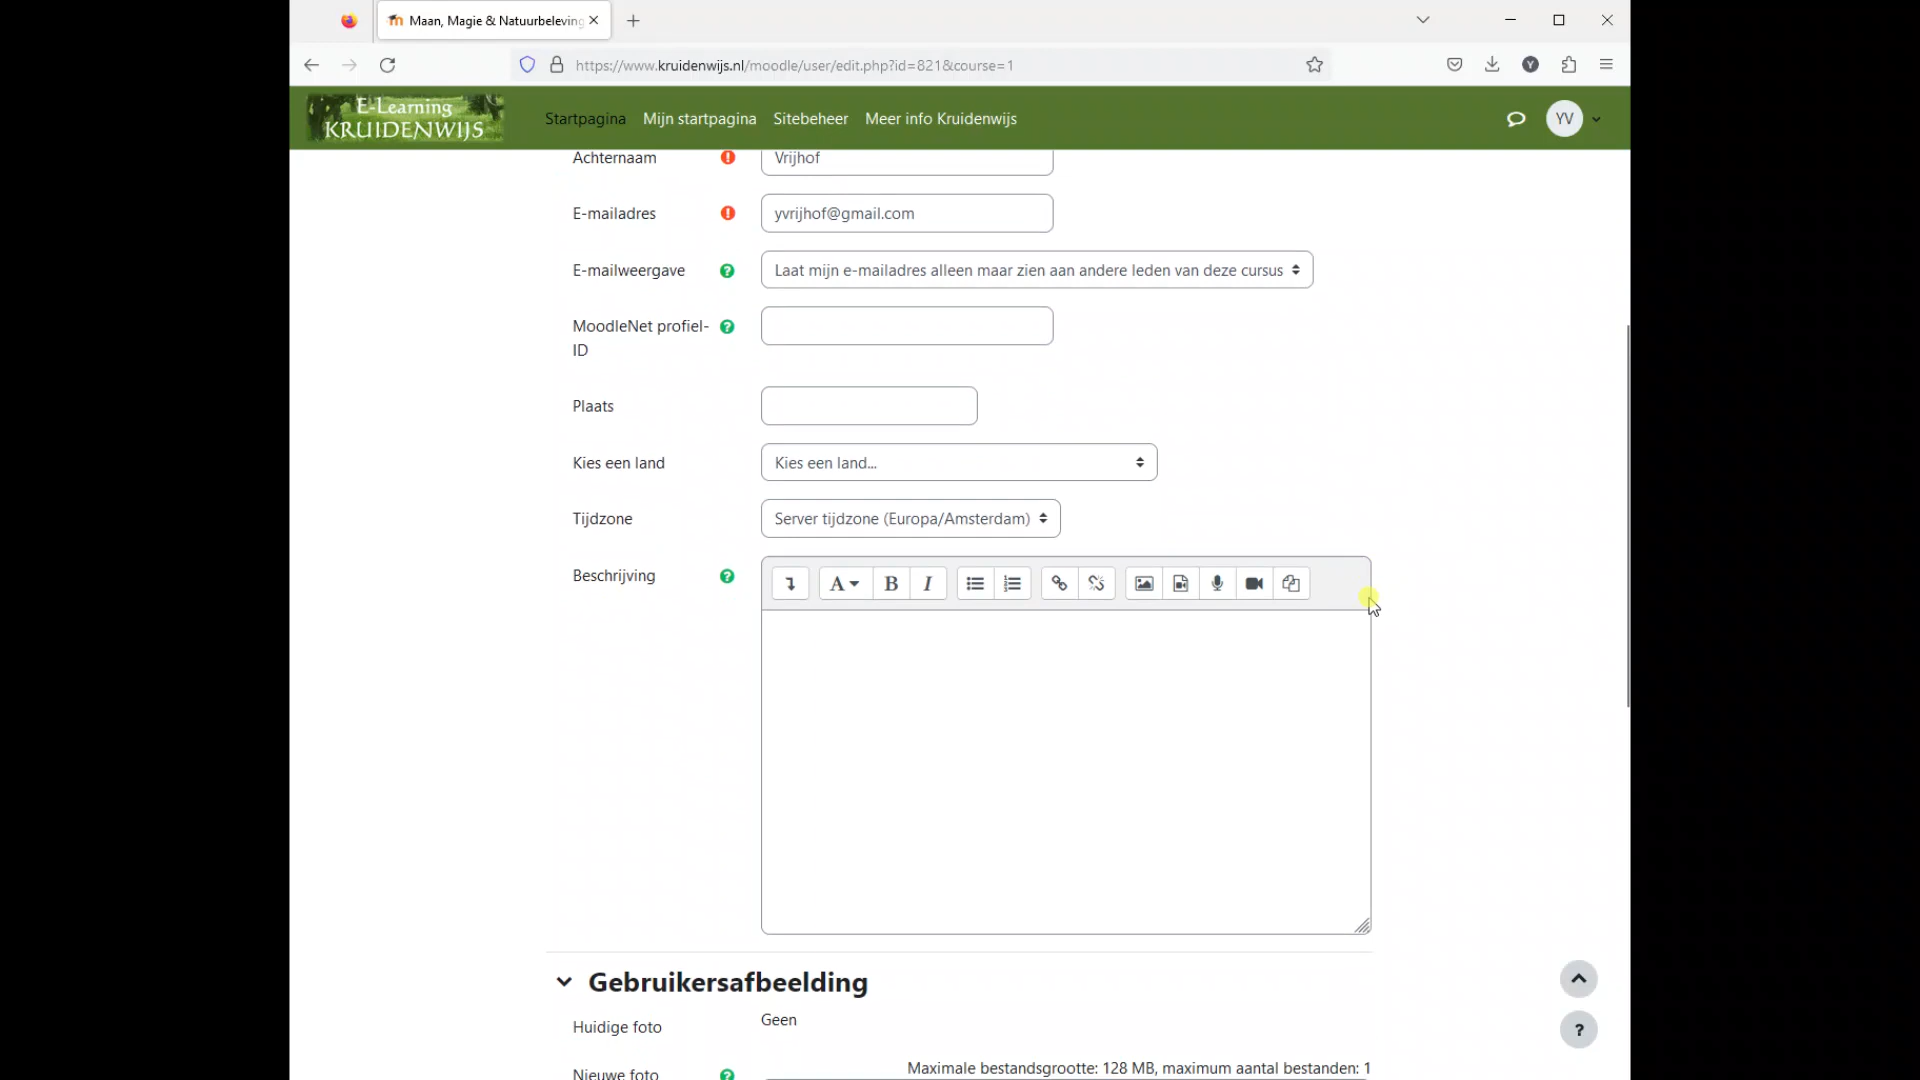 Maan, Magie & Natuurbeleving
https://www.kruidenwijs.nl/moodle/user/edit.php?id=821&course=1
Y
E-Learning
KRUIDENWIJS
Startpagina
Mijn startpagina
Sitebeheer
Meer info Kruidenwijs
YV
Achternaam
Vrijhof
E-mailadres
yvrijhof@gmail.com
E-mailweergave
Laat mijn e-mailadres alleen maar zien aan andere leden van deze cursus
MoodleNet profiel-
ID
Plaats
Kies een land
Kies een land...
Tijdzone
Server tijdzone (Europa/Amsterdam)
Beschrijving
A
B
I
Gebruikersafbeelding
Huidige foto
Geen
Maximale bestandsgrootte: 128 MB, maximum aantal bestanden: 1
Nieuwe foto